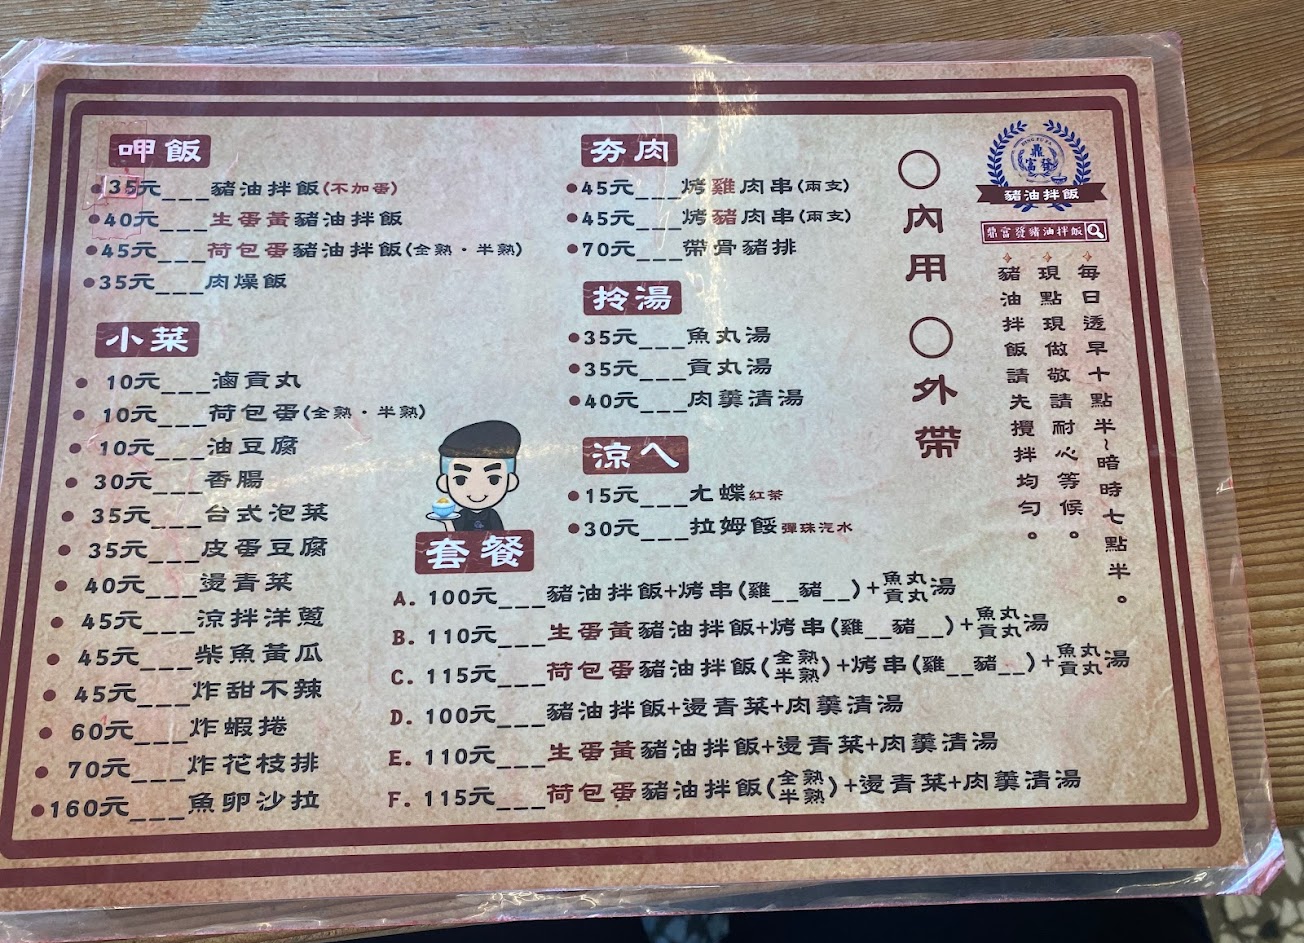 呷飯
35元___豬油拌飯(不加蛋)
40元___生蛋黃豬油拌飯
45元___荷包蛋豬油拌飯(全熟·半熟)
35元___肉燥飯
小菜
10元___滷貢丸
10元___荷包蛋(全熟·半熟)
10元___油豆腐
30元___香腸
35元___台式泡菜
35元___皮蛋豆腐
40元___燙青菜
45元___涼拌洋蔥
45元___柴魚黃瓜
45元___炸甜不辣
60元___炸蝦捲
70元___炸花枝排
160元___魚卵沙拉
夯肉
45元___烤雞肉串(兩支)
45元___烤豬肉串(兩支)
70元___帶骨豬排
拎湯
35元___魚丸湯
35元___貢丸湯
40元___肉羹清湯
涼ㄟ
15元___ㄤ蝶紅茶
30元___拉姆餒彈珠汽水
套餐
A. 100元___豬油拌飯+烤串(雞__豬__)+魚丸貢丸湯
B. 110元___生蛋黃豬油拌飯+烤串(雞__豬__)+魚丸貢丸湯
C. 115元___荷包蛋豬油拌飯(全熟半熟)+烤串(雞__豬__)+魚丸貢丸湯
D. 100元___豬油拌飯+燙青菜+肉羹清湯
E. 110元___生蛋黃豬油拌飯+燙青菜+肉羹清湯
F. 115元___荷包蛋豬油拌飯(全熟半熟)+燙青菜+肉羹清湯
○內用
○外帶
鼎
富發
豬油拌飯
鼎富發豬油拌飯
每日透早十點半~暗時七點半。
現點現做敬請耐心等候。
豬油拌飯請先攪拌均勻。